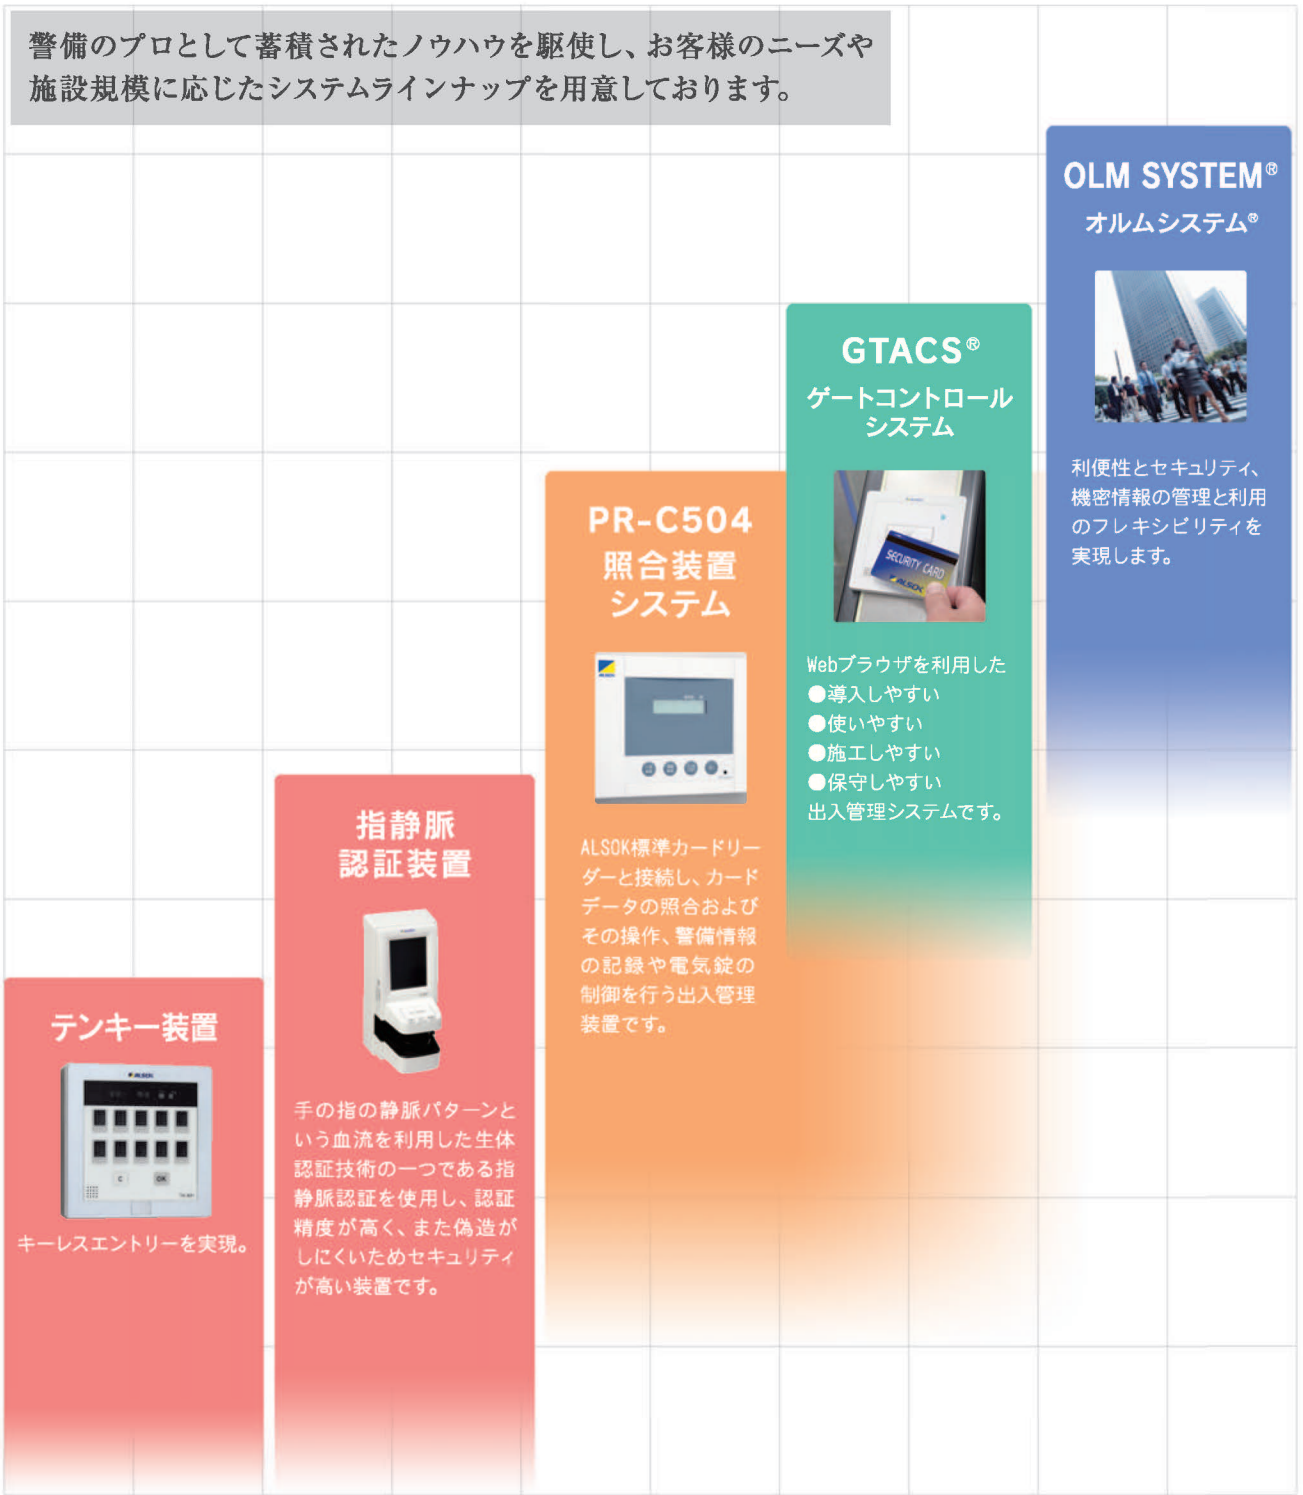 警備のプロとして蓄積されたノウハウを駆使し、お客様のニーズや
施設規模に応じたシステムラインナップを用意しております。
OLM SYSTEM®
オルムシステム®
利便性とセキュリティ、
機密情報の管理と利用
のフレキシビリティを
実現します。
GTACS®
ゲートコントロール
システム
SECURITY CARD
ALSOK
Webブラウザを利用した
●導入しやすい
●使いやすい
●施工しやすい
●保守しやすい
出入管理システムです。
PR-C504
照合装置
システム
ALSOK
ALSOK標準カードリー
ダーと接続し、カード
データの照合および
その操作、警備情報
の記録や電気錠の
制御を行う出入管理
装置です。
指静脈
認証装置
手の指の静脈パターンと
いう血流を利用した生体
認証技術の一つである指
静脈認証を使用し、認証
精度が高く、また偽造が
しにくいためセキュリティ
が高い装置です。
テンキー装置
ALSOK
C OK
キーレスエントリーを実現。